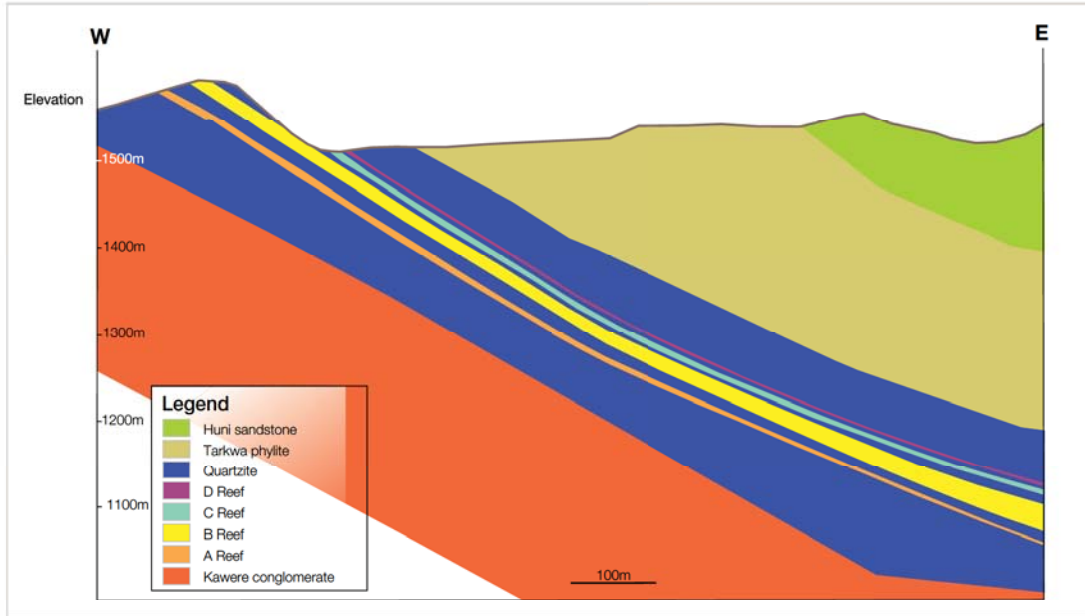 W
E
Elevation
1500m
1400m
1300m
1200m
1100m
Legend
Huni sandstone
Tarkwa phylite
Quartzite
D Reef
C Reef
B Reef
A Reef
Kawere conglomerate
100m